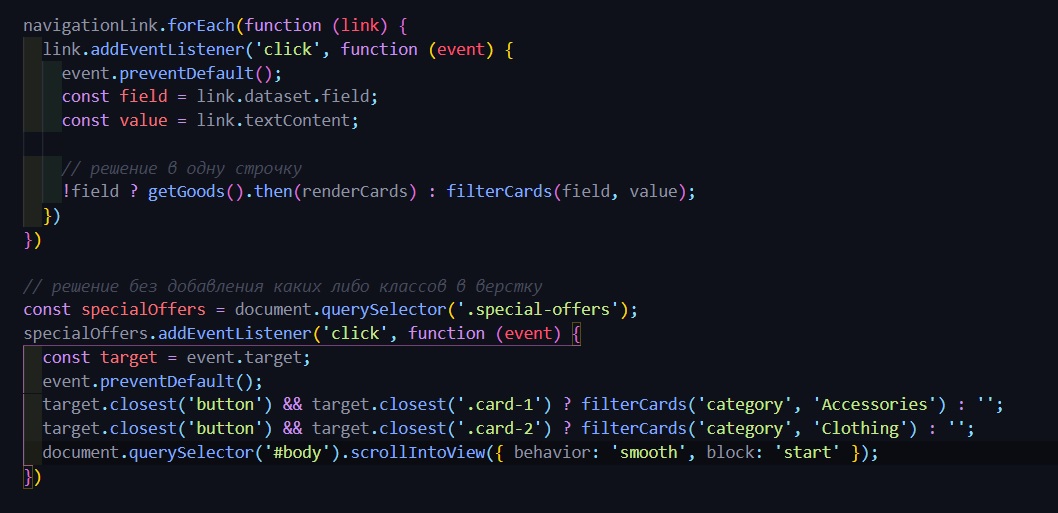 navigationLink.forEach(function (link) {
link.addEventListener('click', function (event) {
event.preventDefault();
const field = link.dataset.field;
const value = link.textContent;
// решение в одну строчку
!field ? getGoods().then(renderCards) : filterCards(field, value);
})
})
// решение без добавления каких либо классов в верстку
const specialOffers = document.querySelector('.special-offers');
specialOffers.addEventListener('click', function (event) {
const target = event.target;
event.preventDefault();
target.closest('button') && target.closest('.card-1') ? filterCards('category', 'Accessories') : '';
target.closest('button') && target.closest('.card-2') ? filterCards('category', 'Clothing') : '';
document.querySelector('#body').scrollIntoView({ behavior: 'smooth', block: 'start' });
})